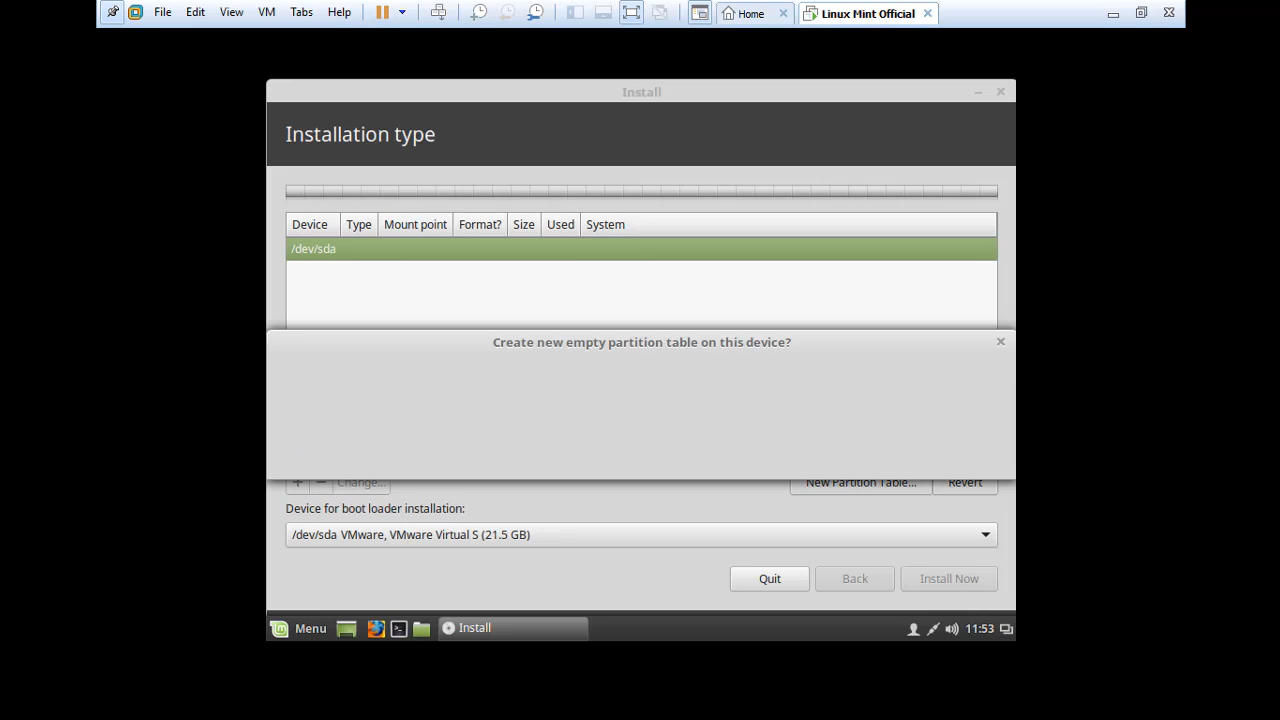 File Edit View VM Tabs Help Home Linux Mint Official
Install
Installation type
Device Type Mount point Format? Size Used System
/dev/sda
Create new empty partition table on this device?
+ − Change... New Partition Table... Revert
Device for boot loader installation:
/dev/sda VMware, VMware Virtual S (21.5 GB)
Quit Back Install Now
Menu Install 11:53